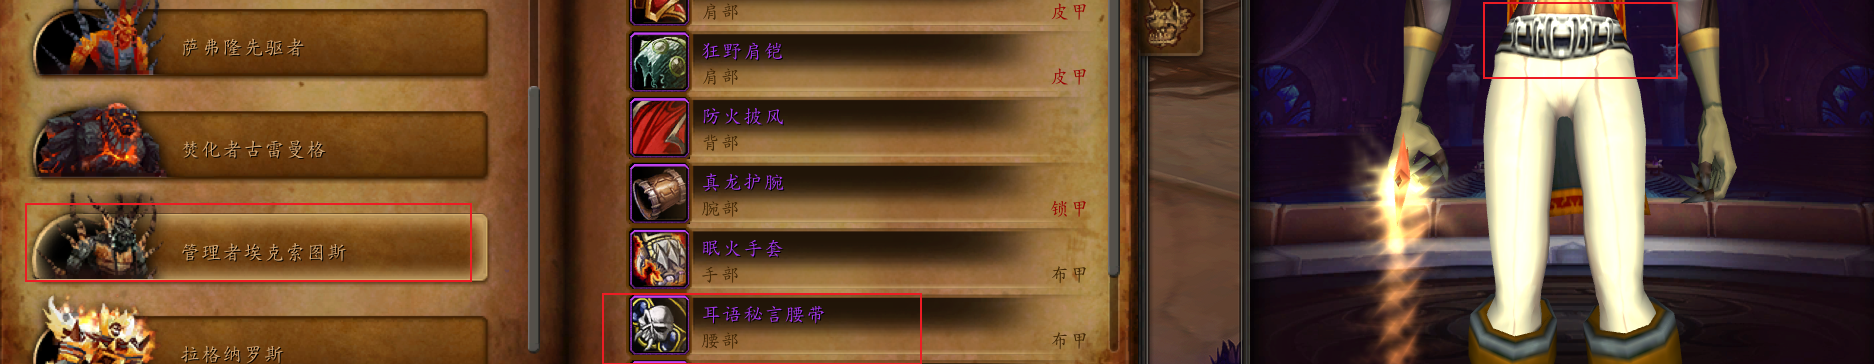 萨弗隆先驱者
焚化者古雷曼格
管理者埃克索图斯
拉格纳罗斯
肩部 皮甲
狂野肩铠
肩部 皮甲
防火披风
背部
真龙护腕
腕部 锁甲
眠火手套
手部 布甲
耳语秘言腰带
腰部 布甲